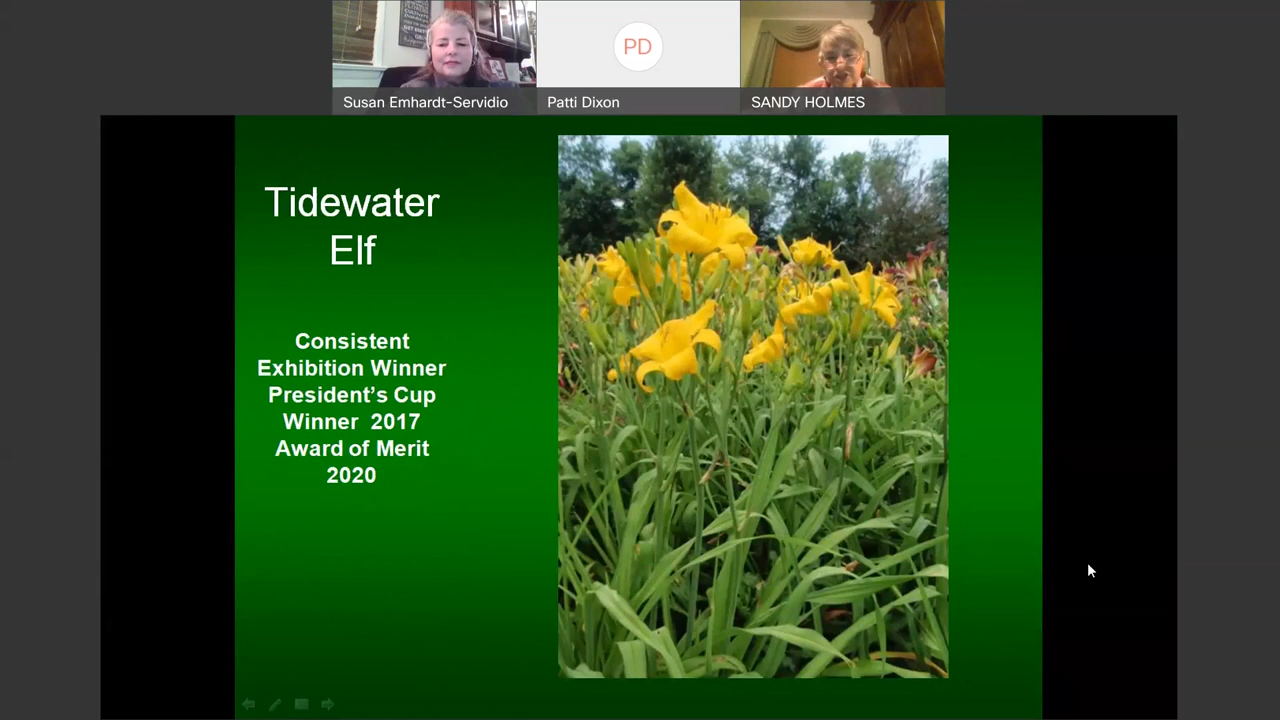 PD
Susan Emhardt-Servidio
Patti Dixon
SANDY HOLMES
Tidewater
Elf
Consistent
Exhibition Winner
President's Cup
Winner 2017
Award of Merit
2020